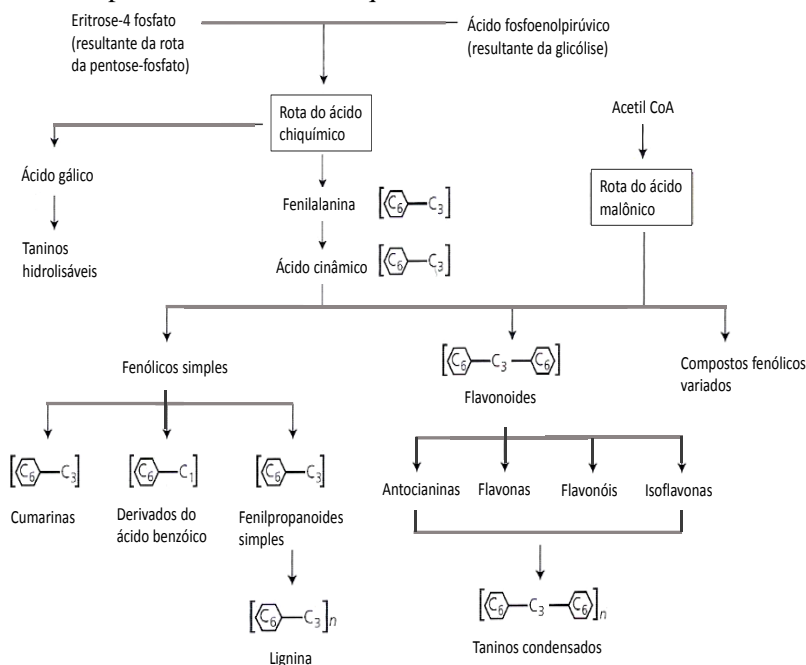 Eritrose-4 fosfato
(resultante da rota
da pentose-fosfato)
Ácido fosfoenolpirúvico
(resultante da glicólise)
Rota do ácido
chiquímico
Acetil CoA
Ácido gálico
Fenilalanina
[C6 C3]
Rota do ácido
malônico
Taninos
hidrolisáveis
Ácido cinâmico
[C6 C3]
Fenólicos simples
[C6 C3 C6]
Flavonoides
Compostos fenólicos
variados
[C6 C3]
[C6 C1]
[C6 C3]
Cumarinas
Derivados do
ácido benzóico
Fenilpropanoides
simples
Antocianinas
Flavonas
Flavonóis
Isoflavonas
[C6 C3]n
Lignina
[C6 C3 C6]n
Taninos condensados